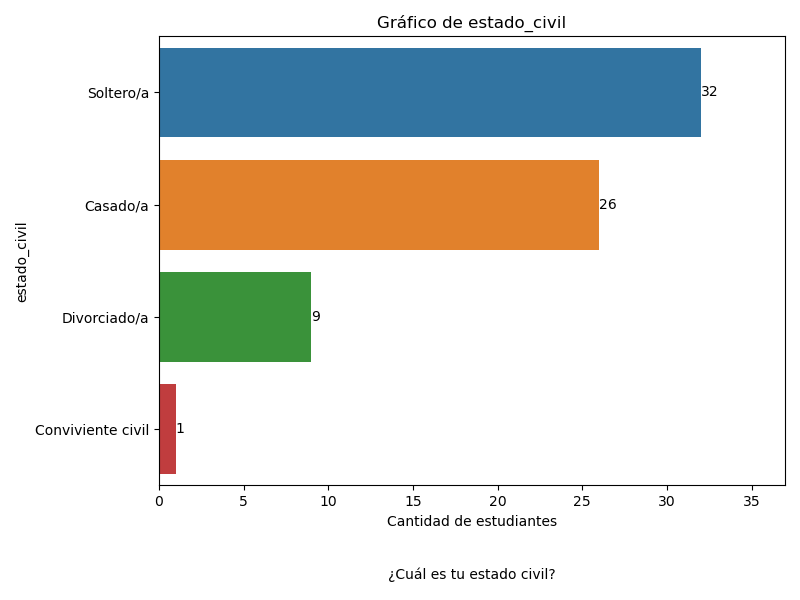 Gráfico de estado_civil
estado_civil
Soltero/a
32
Casado/a
26
Divorciado/a
9
Conviviente civil
1
0 5 10 15 20 25 30 35
Cantidad de estudiantes
¿Cuál es tu estado civil?